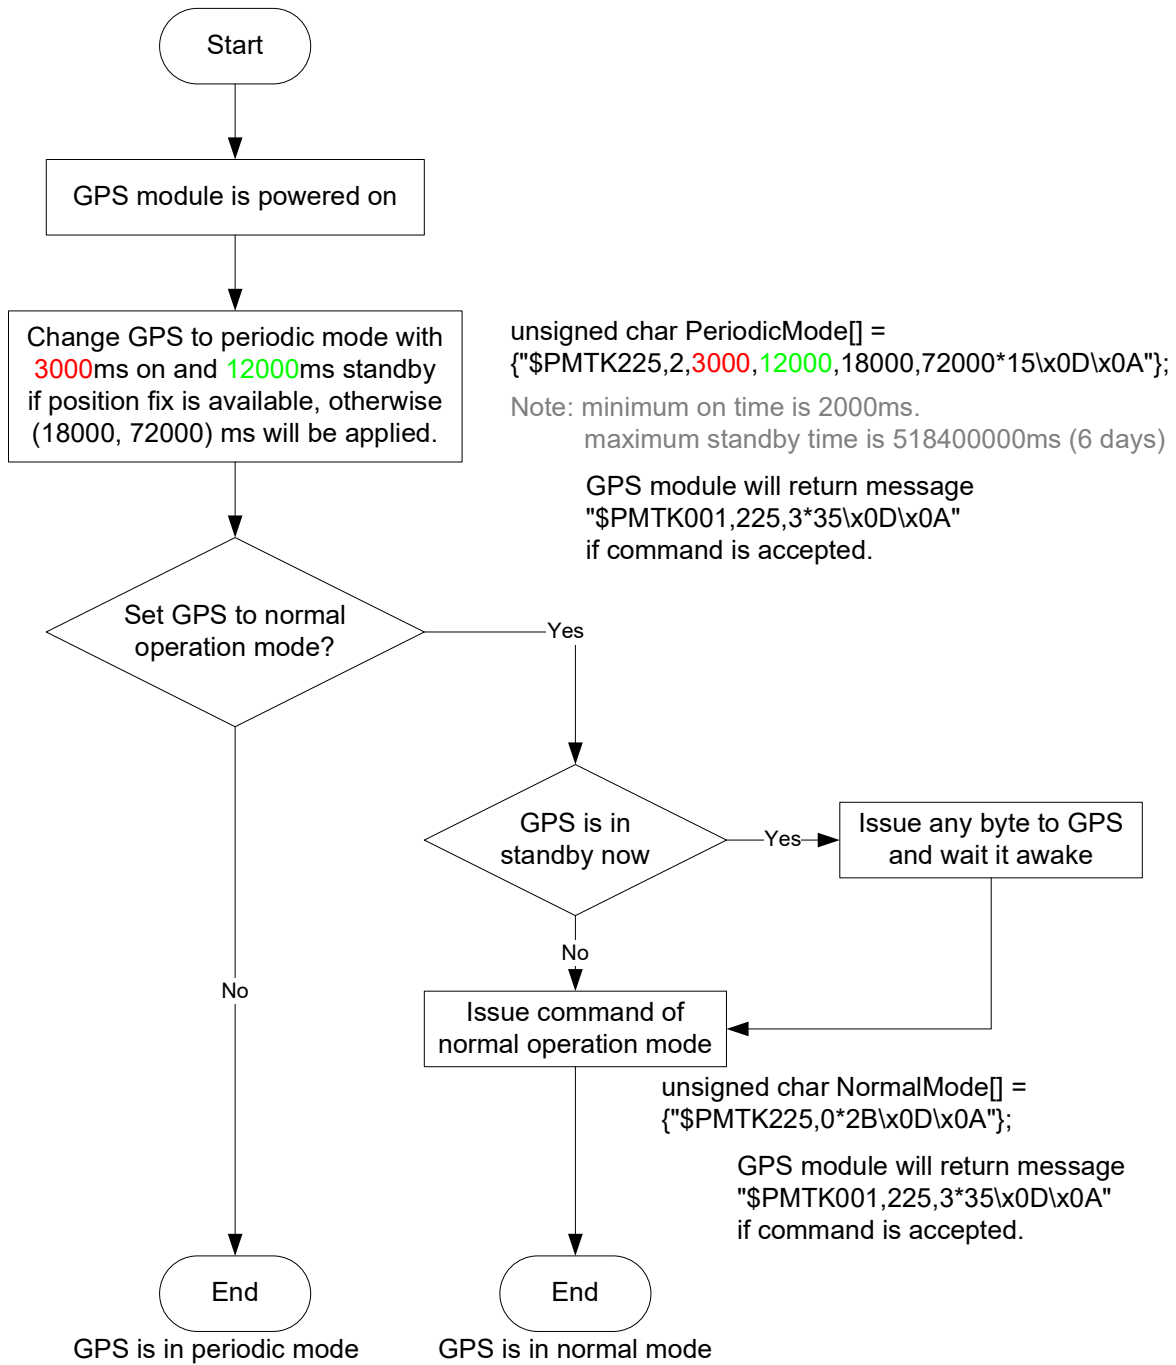 Start
GPS module is powered on
Change GPS to periodic mode with
3000ms on and 12000ms standby
if position fix is available, otherwise
(18000, 72000) ms will be applied.
unsigned char PeriodicMode[] =
{"$PMTK225,2,3000,12000,18000,72000*15\x0D\x0A"};
Note: minimum on time is 2000ms.
maximum standby time is 518400000ms (6 days)
GPS module will return message
"$PMTK001,225,3*35\x0D\x0A"
if command is accepted.
Set GPS to normal
operation mode?
Yes
GPS is in
standby now
Yes
Issue any byte to GPS
and wait it awake
No
No
Issue command of
normal operation mode
unsigned char NormalMode[] =
{"$PMTK225,0*2B\x0D\x0A"};
GPS module will return message
"$PMTK001,225,3*35\x0D\x0A"
if command is accepted.
End
GPS is in periodic mode
End
GPS is in normal mode